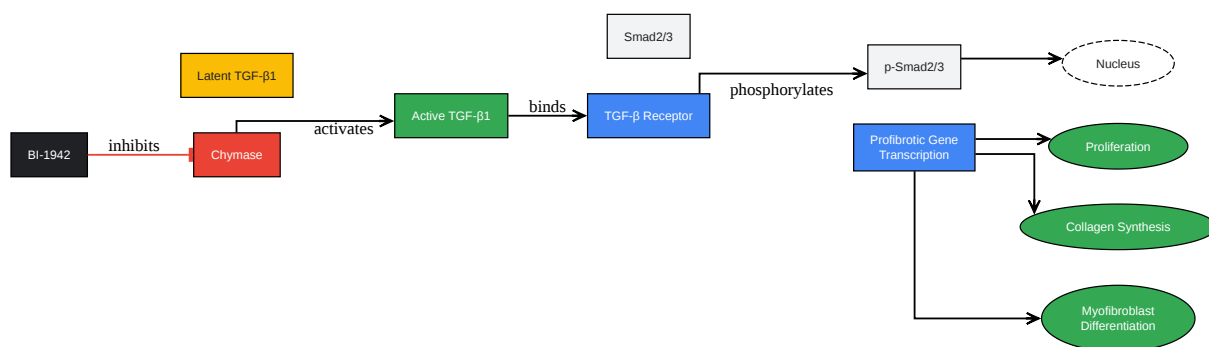 Smad2/3
Latent TGF-β1
p-Smad2/3
Nucleus
phosphorylates
binds
Active TGF-β1
TGF-β Receptor
activates
inhibits
BI-1942
Chymase
Profibrotic Gene
Transcription
Proliferation
Collagen Synthesis
Myofibroblast
Differentiation